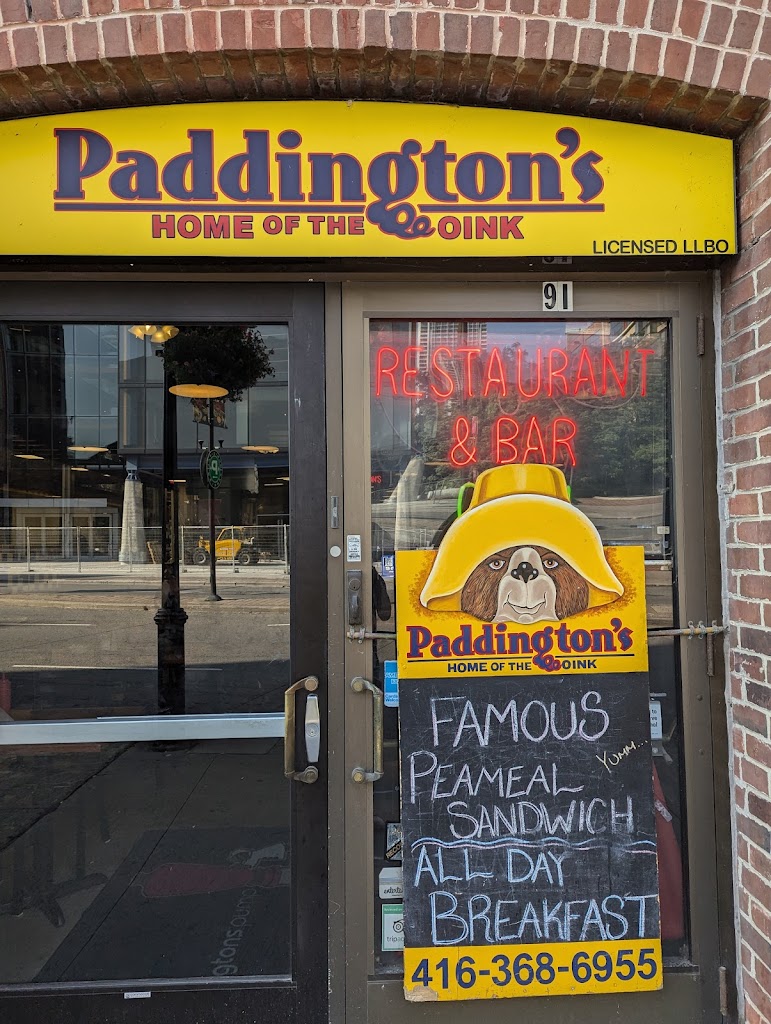 Paddington's
HOME OF THE OINK
LICENSED LLBO
91
RESTAURANT
& BAR
Paddington's
HOME OF THE OINK
FAMOUS
YUMM...
PEAMEAL
SANDWICH
ALL DAY
BREAKFAST
416-368-6955